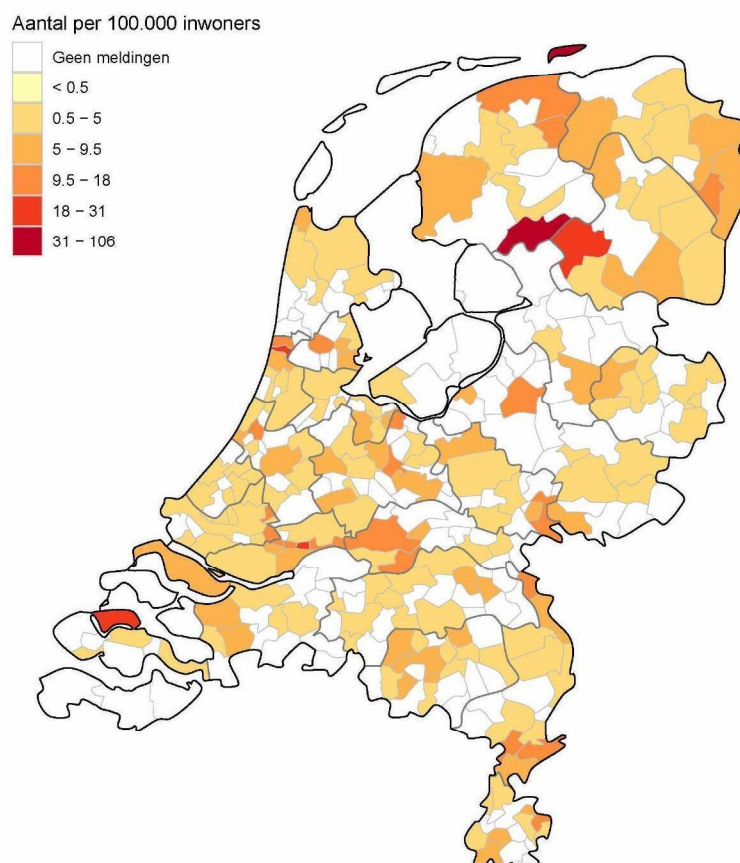 Aantal per 100.000 inwoners
Geen meldingen
< 0.5
0.5 − 5
5 − 9.5
9.5 − 18
18 − 31
31 − 106